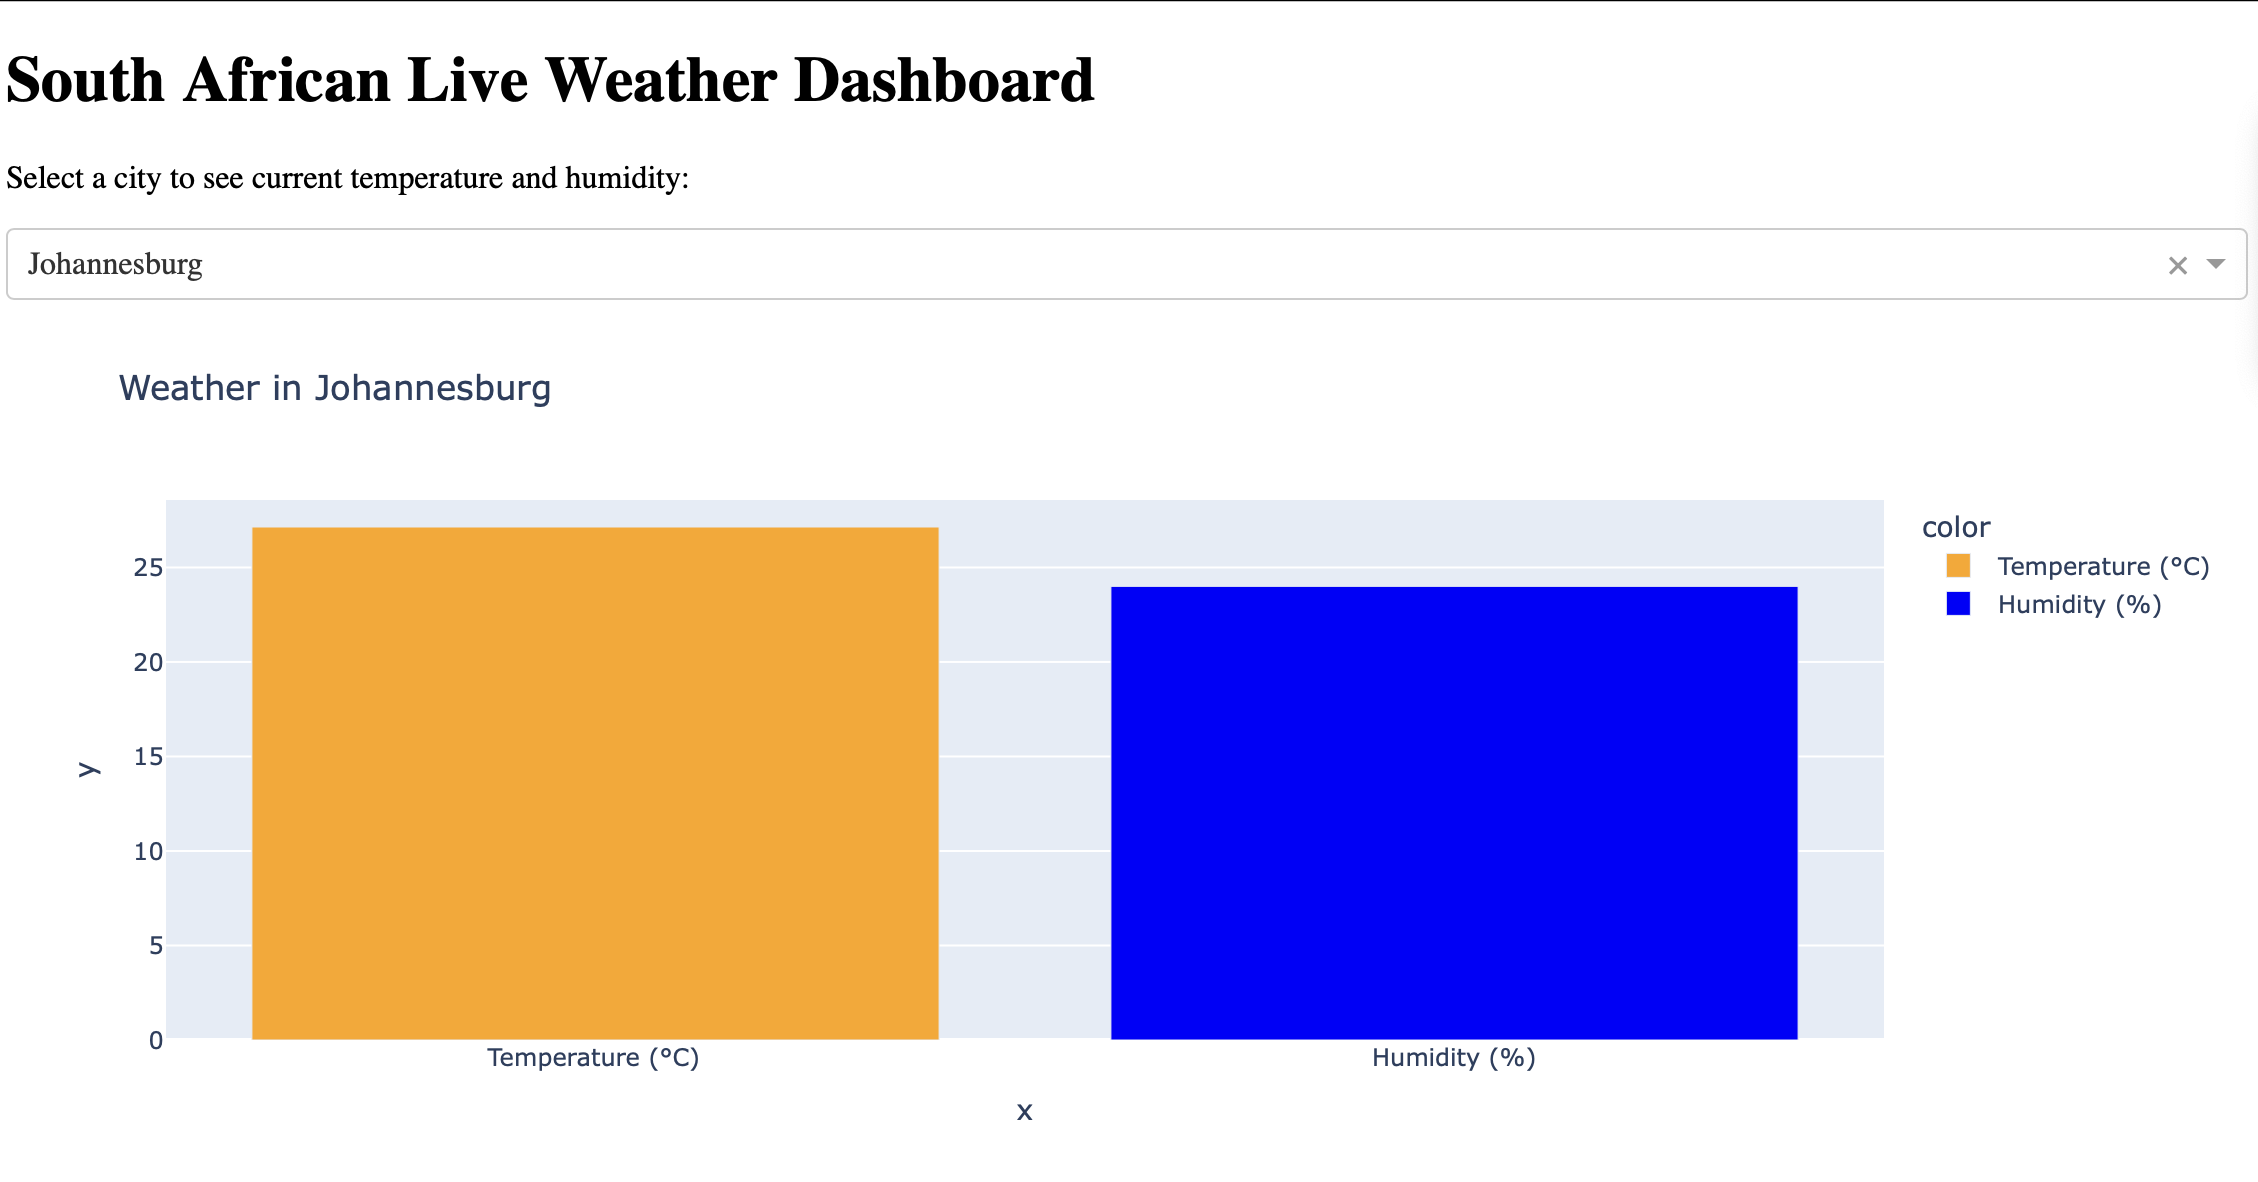 South African Live Weather Dashboard
Select a city to see current temperature and humidity:
Johannesburg
Weather in Johannesburg
color
Temperature (°C)
Humidity (%)
25
20
15
10
5
0
y
Temperature (°C) Humidity (%)
x